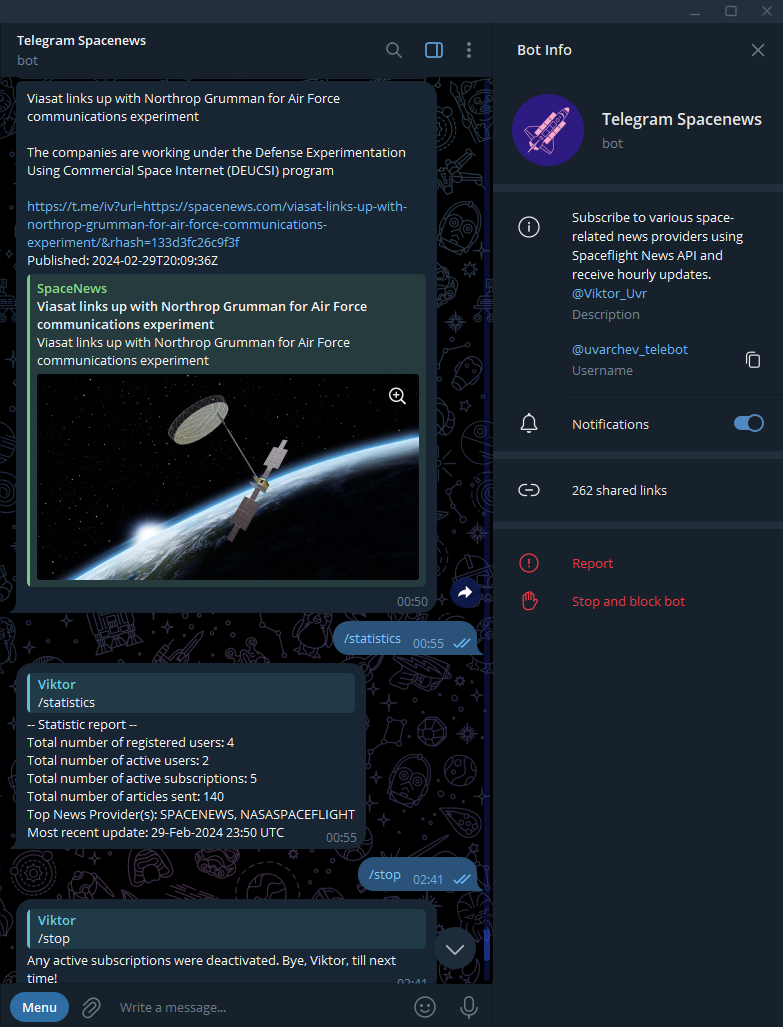 Telegram Spacenews
bot
Viasat links up with Northrop Grumman for Air Force
communications experiment
The companies are working under the Defense Experimentation
Using Commercial Space Internet (DEUCSI) program
https://t.me/iv?url=https://spacenews.com/viasat-links-up-with-
northrop-grumman-for-air-force-communications-
experiment/&rhash=133d3fc26c9f3f
Published: 2024-02-29T20:09:36Z
SpaceNews
Viasat links up with Northrop Grumman for Air Force
communications experiment
Viasat links up with Northrop Grumman for Air Force
communications experiment
00:50
/statistics 00:55
Viktor
/statistics
-- Statistic report --
Total number of registered users: 4
Total number of active users: 2
Total number of active subscriptions: 5
Total number of articles sent: 140
Top News Provider(s): SPACENEWS, NASASPACEFLIGHT
Most recent update: 29-Feb-2024 23:50 UTC
00:55
/stop 02:41
Viktor
/stop
Any active subscriptions were deactivated. Bye, Viktor, till next
time!
02:41
Menu
Write a message...
Bot Info
Telegram Spacenews
bot
Subscribe to various space-
related news providers using
Spaceflight News API and
receive hourly updates.
@Viktor_Uvr
Description
@uvarchev_telebot
Username
Notifications
262 shared links
Report
Stop and block bot